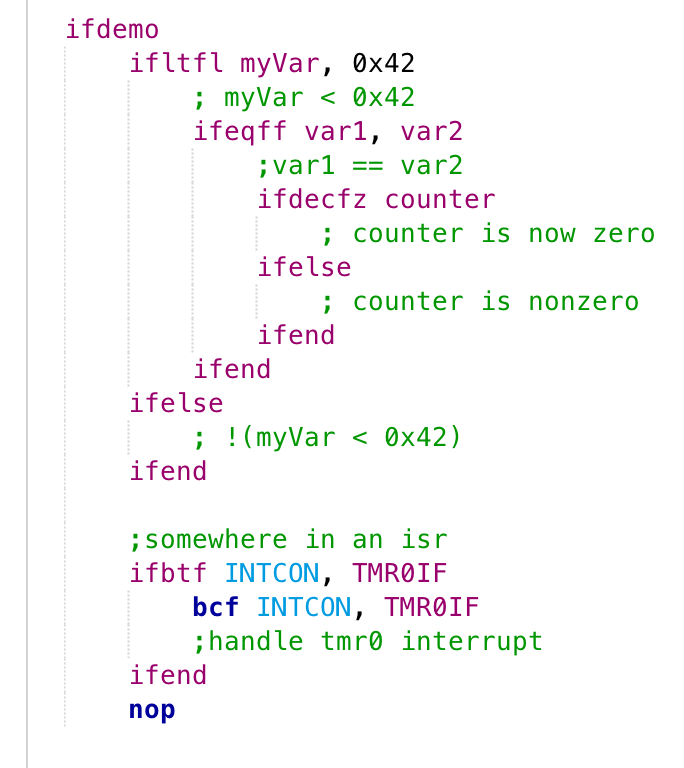 ifdemo
ifltfl myVar, 0x42
; myVar < 0x42
ifeqff var1, var2
;var1 == var2
ifdecfz counter
; counter is now zero
ifelse
; counter is nonzero
ifend
ifend
ifelse
; !(myVar < 0x42)
ifend
;somewhere in an isr
ifbtf INTCON, TMR0IF
bcf INTCON, TMR0IF
;handle tmr0 interrupt
ifend
nop